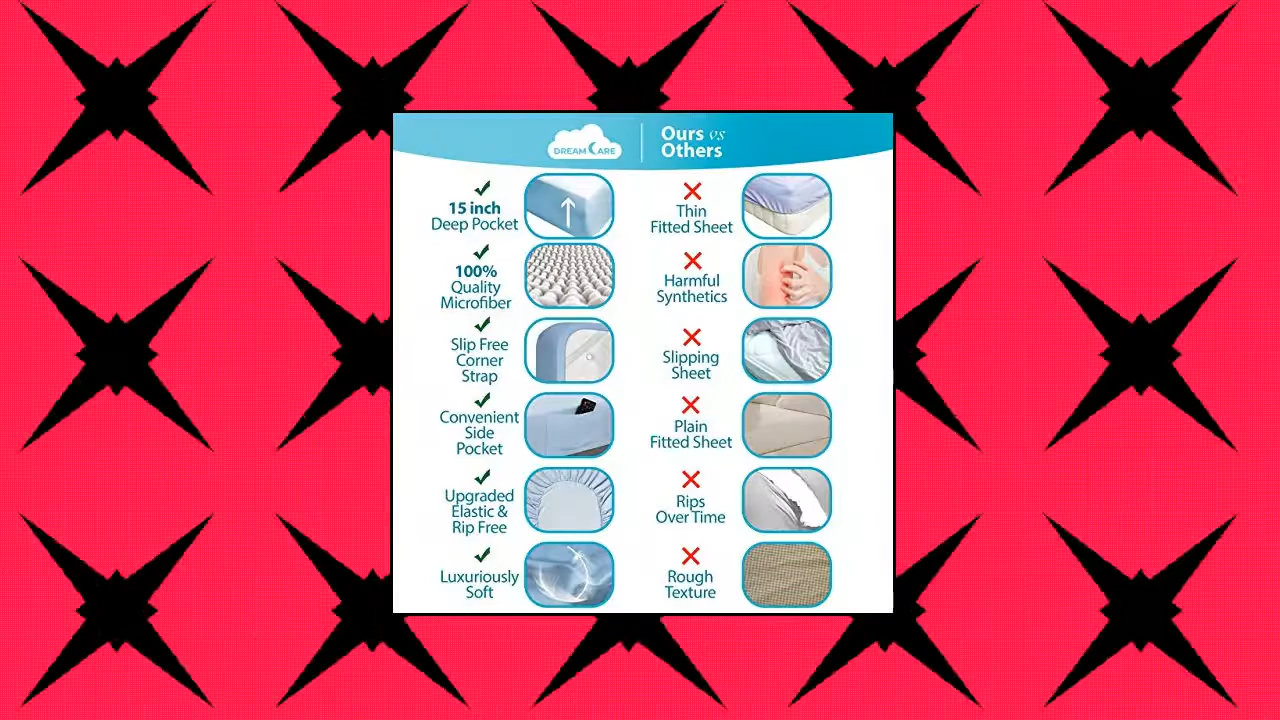 DREAM CARE
Ours vs
Others
15 inch
Deep Pocket
Thin
Fitted Sheet
100%
Quality
Microfiber
Harmful
Synthetics
Slip Free
Corner
Strap
Slipping
Sheet
Convenient
Side
Pocket
Plain
Fitted Sheet
Upgraded
Elastic &
Rip Free
Rips
Over Time
Luxuriously
Soft
Rough
Texture